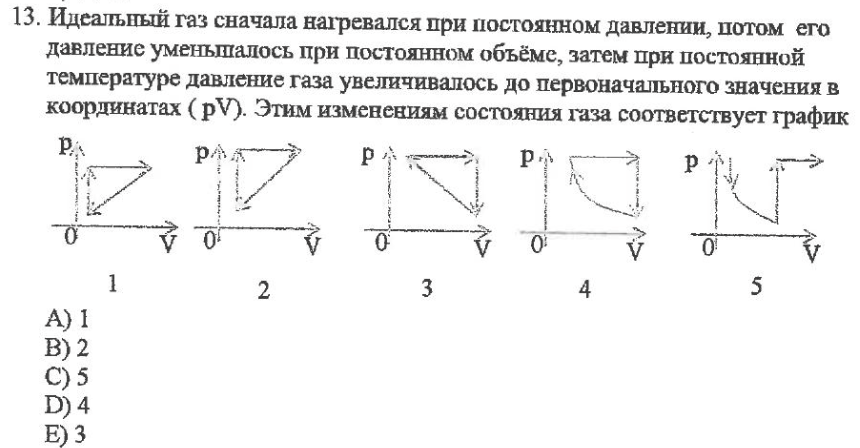 13. Идеальный газ сначала нагревался при постоянном давлении, потом его
давление уменьшалось при постоянном объёме, затем при постоянной
температуре давление газа увеличивалось до первоначального значения в
координатах ( pV). Этим изменениям состояния газа соответствует график
p p p p p
0 V 0 V 0 V 0 V 0 V
1 2 3 4 5
A) 1
B) 2
C) 5
D) 4
E) 3